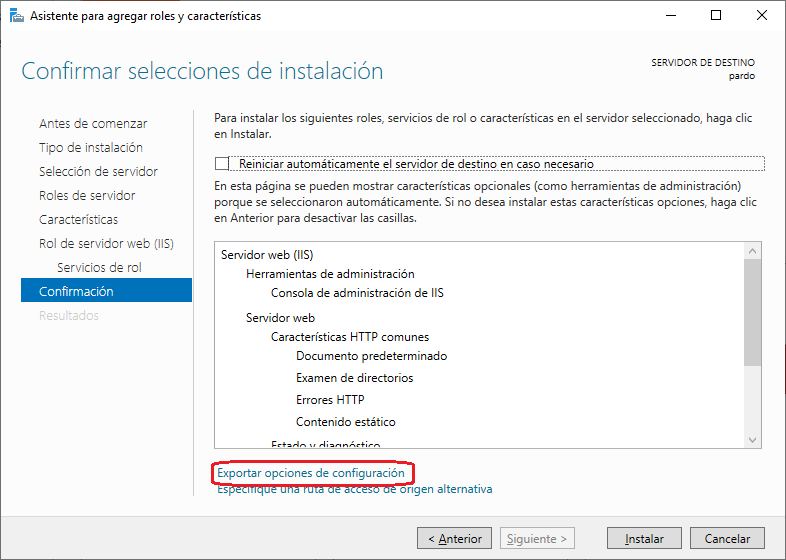 Asistente para agregar roles y características
Confirmar selecciones de instalación
SERVIDOR DE DESTINO
pardo
Antes de comenzar
Tipo de instalación
Selección de servidor
Roles de servidor
Características
Rol de servidor web (IIS)
Servicios de rol
Confirmación
Resultados
Para instalar los siguientes roles, servicios de rol o características en el servidor seleccionado, haga clic
en Instalar.
Reiniciar automáticamente el servidor de destino en caso necesario
En esta página se pueden mostrar características opcionales (como herramientas de administración)
porque se seleccionaron automáticamente. Si no desea instalar estas características opciones, haga clic
en Anterior para desactivar las casillas.
Servidor web (IIS)
Herramientas de administración
Consola de administración de IIS
Servidor web
Características HTTP comunes
Documento predeterminado
Examen de directorios
Errores HTTP
Contenido estático
Estado y diagnóstico
Exportar opciones de configuración
Especifique una ruta de acceso de origen alternativa
< Anterior
Siguiente >
Instalar
Cancelar